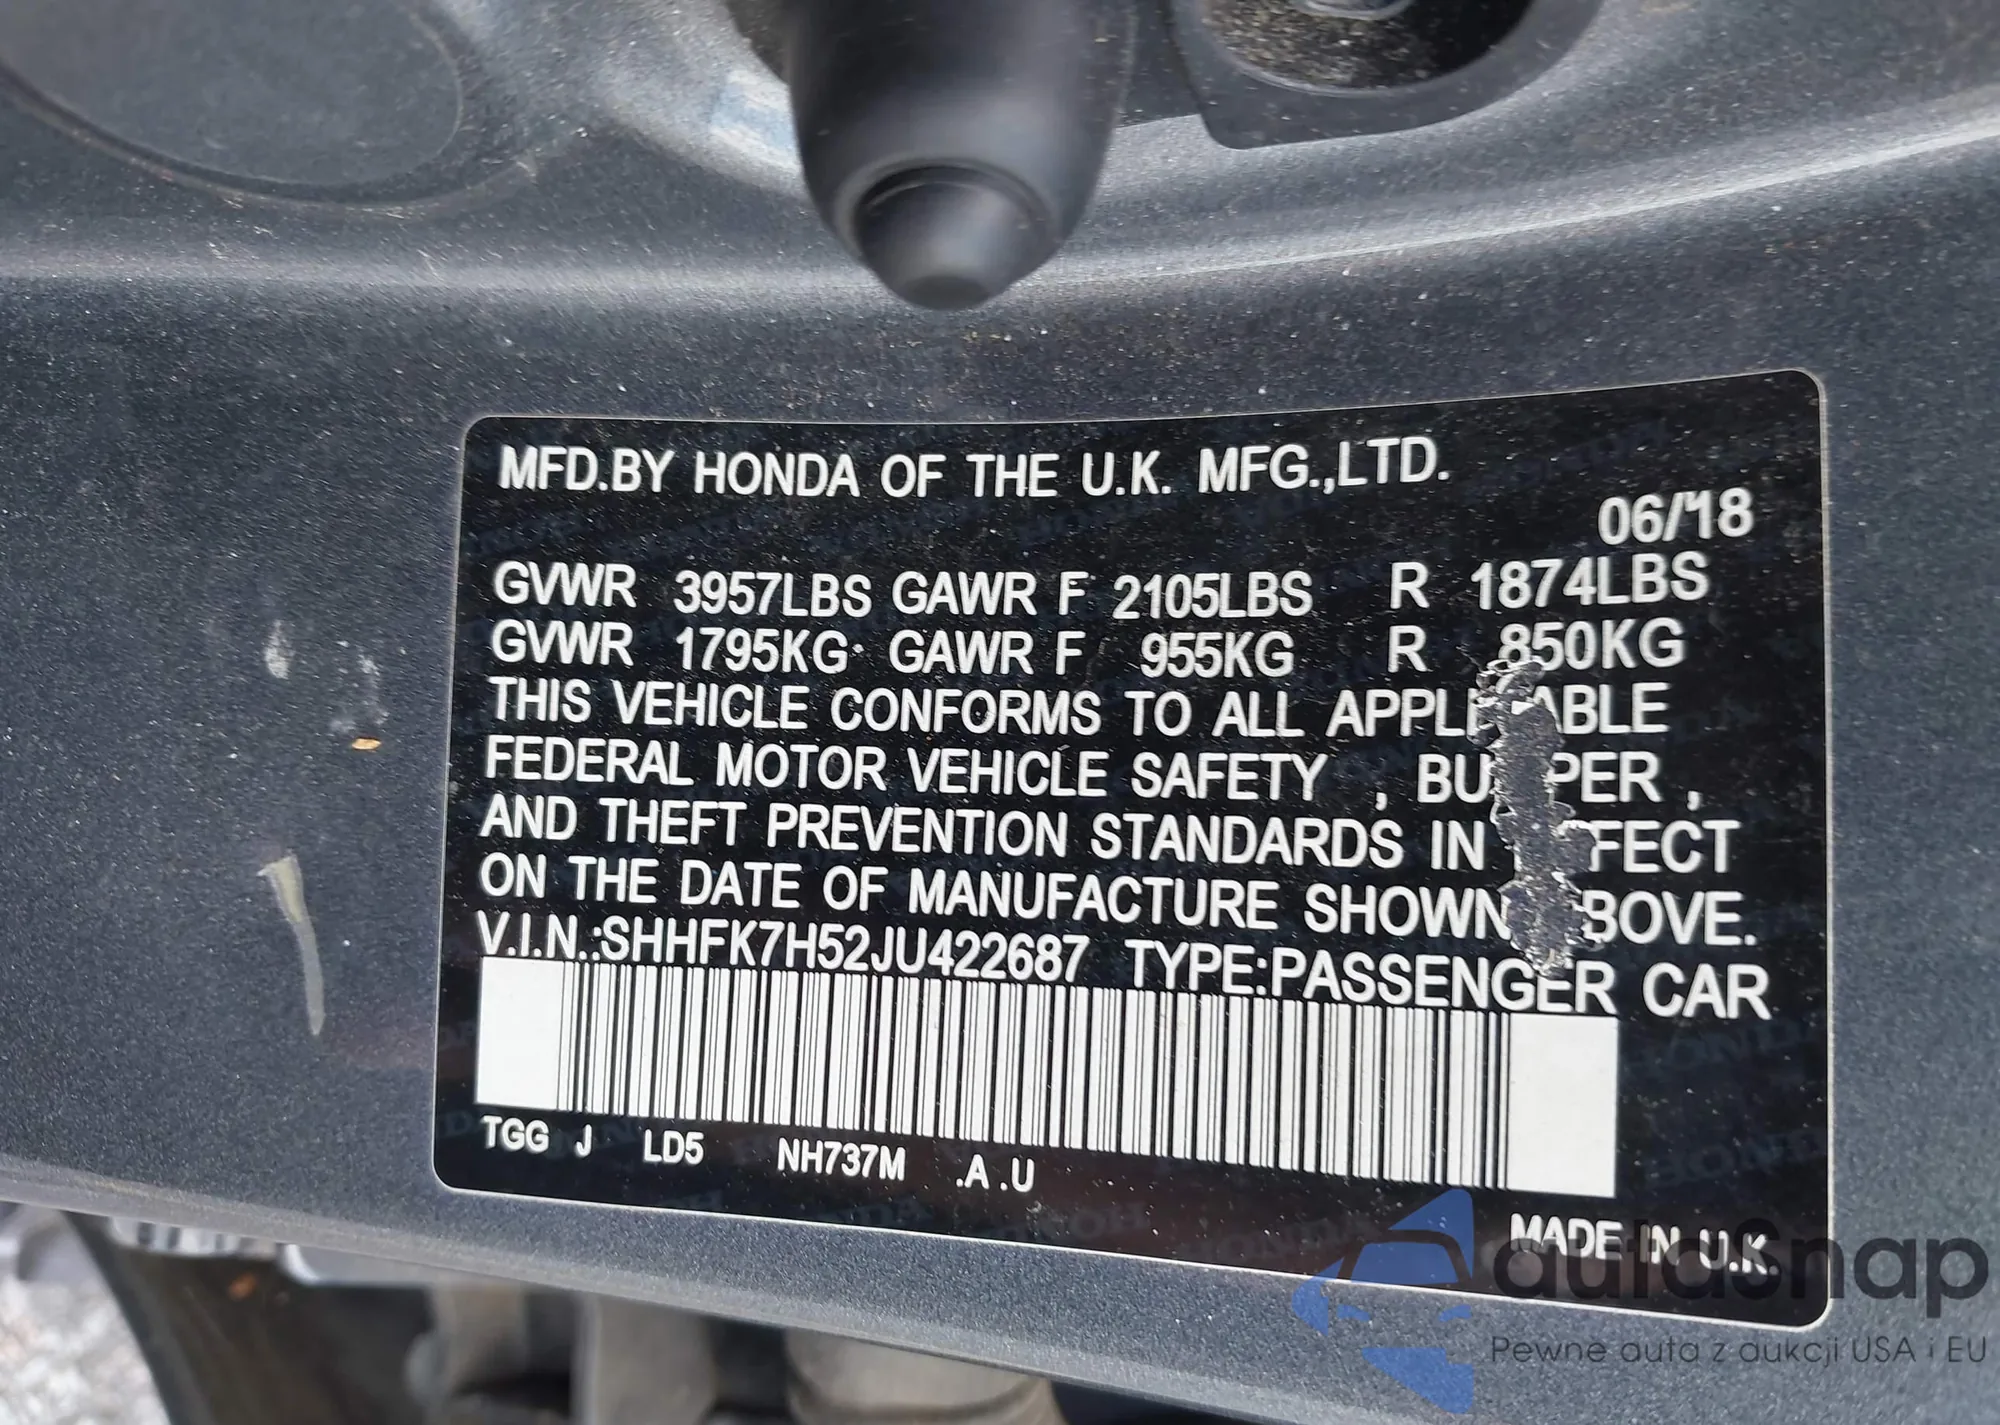 MFD.BY HONDA OF THE U.K. MFG.,LTD.
06/18
GVWR 3957LBS GAWR F 2105LBS R 1874LBS
GVWR 1795KG GAWR F 955KG R 850KG
THIS VEHICLE CONFORMS TO ALL APPLI ABLE
FEDERAL MOTOR VEHICLE SAFETY , BU PER ,
AND THEFT PREVENTION STANDARDS IN FFECT
ON THE DATE OF MANUFACTURE SHOWN BOVE.
V.I.N.:SHHFK7H52JU422687 TYPE:PASSENGER CAR
TGG J LD5 NH737M .A .U
MADE IN U.K.
autasnap
Pewne auta z aukcji USA i EU